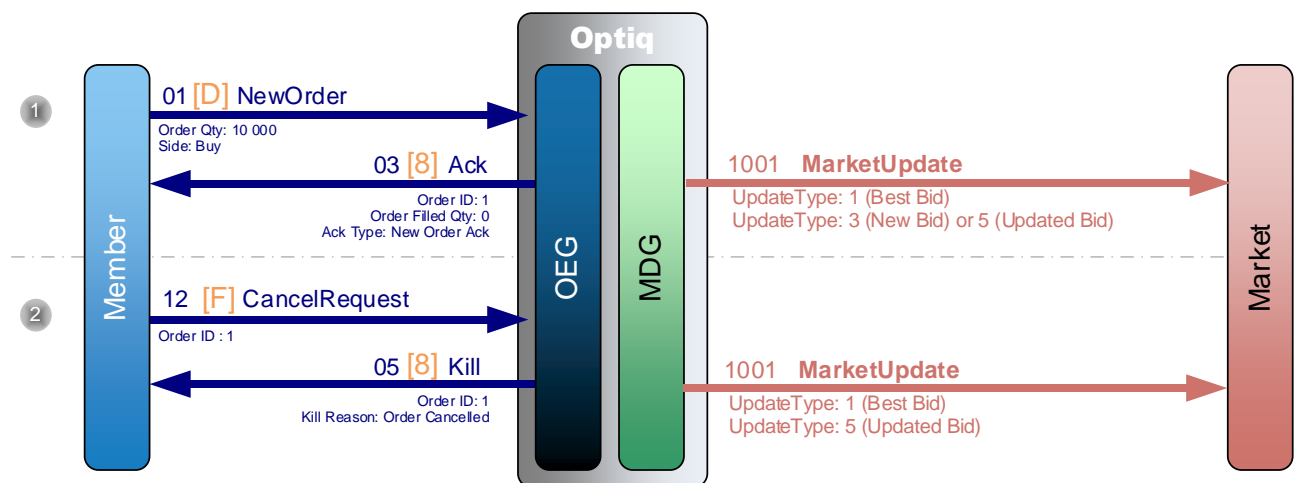 Optiq
1
01 [D] NewOrder
Order Qty: 10 000
Side: Buy
03 [8] Ack
Order ID: 1
Order Filled Qty: 0
Ack Type: New Order Ack
1001 MarketUpdate
UpdateType: 1 (Best Bid)
UpdateType: 3 (New Bid) or 5 (Updated Bid)
Member
OEG
MDG
Market
2
12 [F] CancelRequest
Order ID : 1
05 [8] Kill
Order ID: 1
Kill Reason: Order Cancelled
1001 MarketUpdate
UpdateType: 1 (Best Bid)
UpdateType: 5 (Updated Bid)